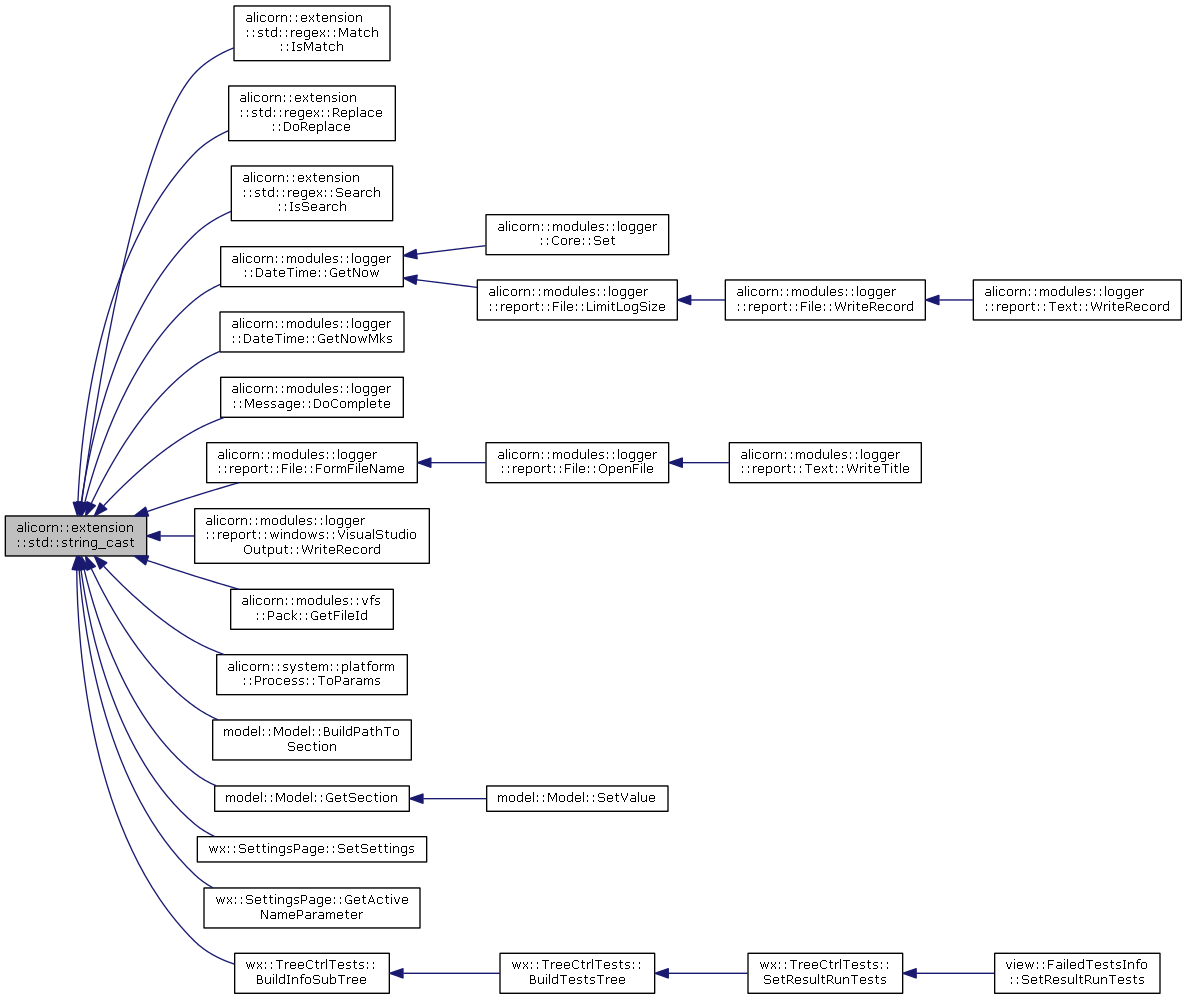 alicorn::extension
::std::regex::Match
::IsMatch
alicorn::extension
::std::regex::Replace
::DoReplace
alicorn::extension
::std::regex::Search
::IsSearch
alicorn::modules::logger
::DateTime::GetNow
alicorn::modules::logger
::Core::Set
alicorn::modules::logger
::report::File::LimitLogSize
alicorn::modules::logger
::report::File::WriteRecord
alicorn::modules::logger
::report::Text::WriteRecord
alicorn::modules::logger
::DateTime::GetNowMks
alicorn::modules::logger
::Message::DoComplete
alicorn::modules::logger
::report::File::FormFileName
alicorn::modules::logger
::report::File::OpenFile
alicorn::modules::logger
::report::Text::WriteTitle
alicorn::extension
::std::string_cast
alicorn::modules::logger
::report::windows::VisualStudio
Output::WriteRecord
alicorn::modules::vfs
::Pack::GetFileId
alicorn::system::platform
::Process::ToParams
model::Model::BuildPathTo
Section
model::Model::GetSection
model::Model::SetValue
wx::SettingsPage::SetSettings
wx::SettingsPage::GetActive
NameParameter
wx::TreeCtrlTests::
BuildInfoSubTree
wx::TreeCtrlTests::
BuildTestsTree
wx::TreeCtrlTests::
SetResultRunTests
view::FailedTestsInfo
::SetResultRunTests